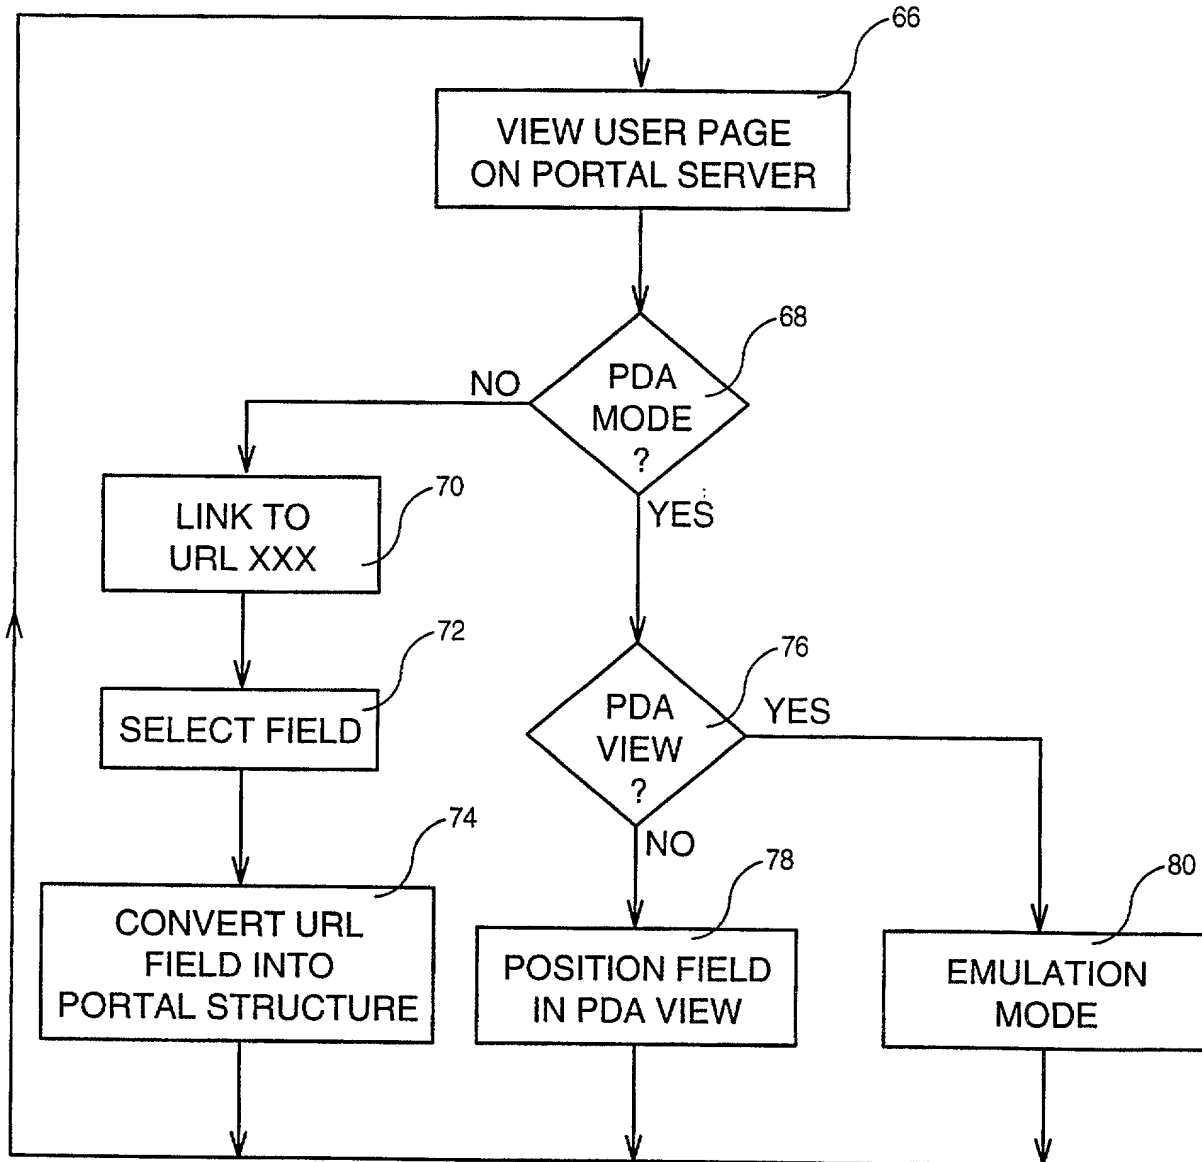 66
VIEW USER PAGE
ON PORTAL SERVER
68
PDA
MODE
?
NO
YES
70
LINK TO
URL XXX
72
SELECT FIELD
76
PDA
VIEW
?
YES
NO
74
CONVERT URL
FIELD INTO
PORTAL STRUCTURE
78
POSITION FIELD
IN PDA VIEW
80
EMULATION
MODE